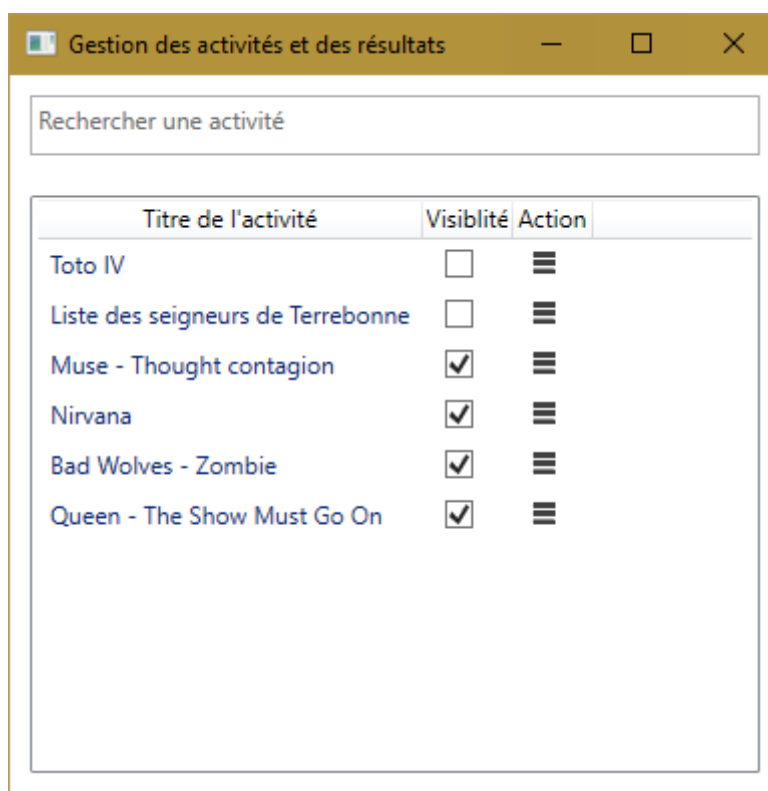 Gestion des activités et des résultats
Rechercher une activité
Titre de l'activité Visiblité Action
Toto IV
Liste des seigneurs de Terrebonne
Muse - Thought contagion
Nirvana
Bad Wolves - Zombie
Queen - The Show Must Go On